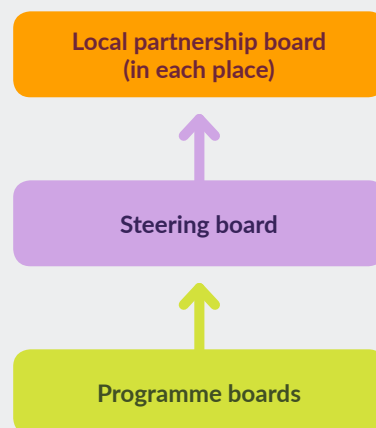 Local partnership board
(in each place)
Steering board
Programme boards